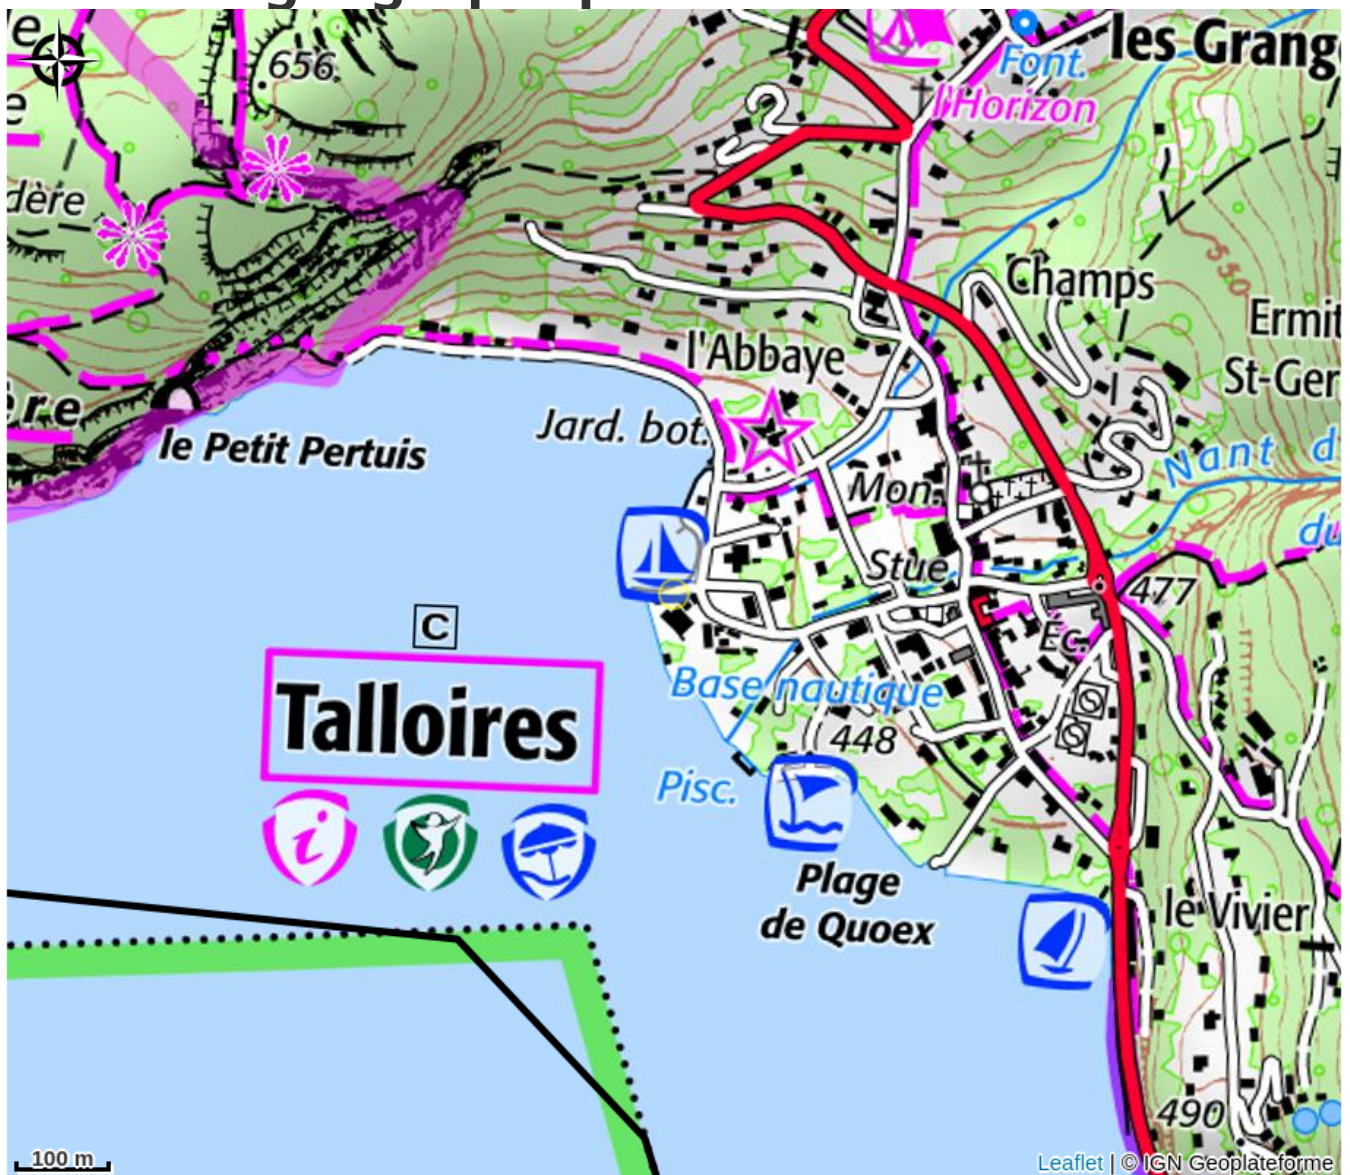 les Grang
656
Font.
l'Horizon
dère
Champs
550
Ermit
St-Ger
l'Abbaye
Jard. bot.
le Petit Pertuis
Mon.
Nant d
du
Stue
477
Éc.
C
Talloires
Base nautique
448
Pisc.
i
Plage
de Quoex
le Vivier
490
100 m
Leaflet | © IGN Geoplateforme